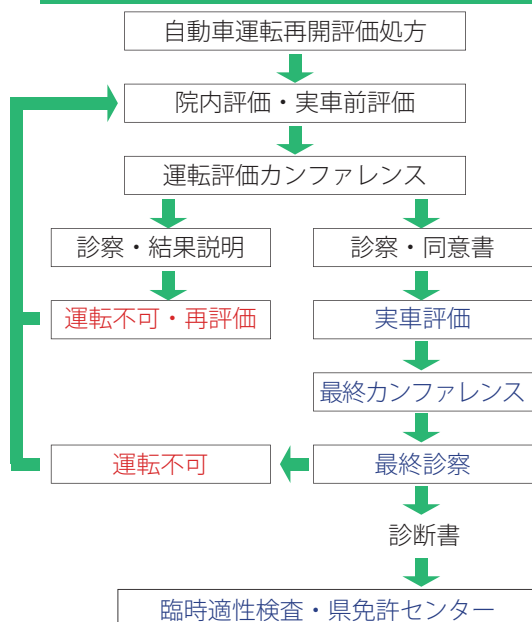 自動車運転再開評価処方
院内評価・実車前評価
運転評価カンファレンス
診察・結果説明
診察・同意書
運転不可・再評価
実車評価
最終カンファレンス
運転不可
最終診察
診断書
臨時適性検査・県免許センター